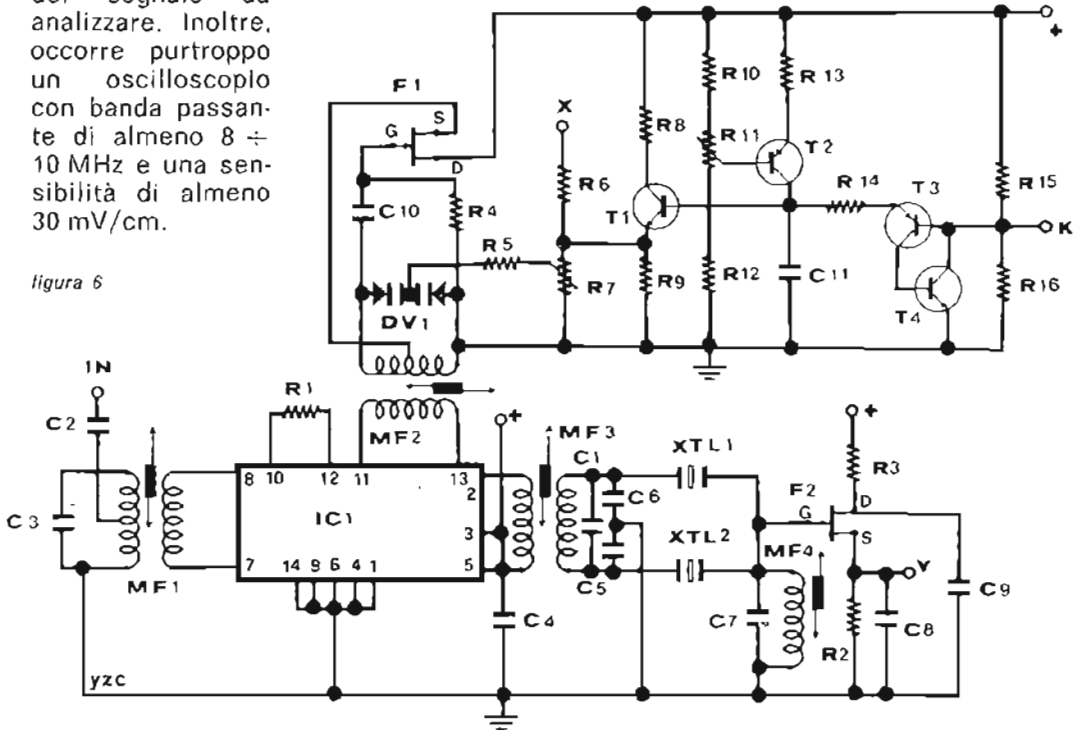 analizzare. Inoltre,
occorre purtroppo
un oscilloscopio
con banda passan-
te di almeno 8 ÷
10 MHz e una sen-
sibilità di almeno
30 mV/cm.
figura 6
+
F1
S
G
D
X
R10
R13
R8
R11
T2
R6
C10
R4
T1
R14
T3
R15
K
R5
R7
R9
R12
C11
R16
T4
DV1
1N
C2
R1
MF2
+
MF3
C1
XTL1
+
R3
8 10 12 11 13
2
C6
F2
D
G
C3
IC1
3
XTL2
S
MF4
Y
7
14 9 6 4 1
5
C5
C9
MF1
C4
C7
C8
R2
yzc